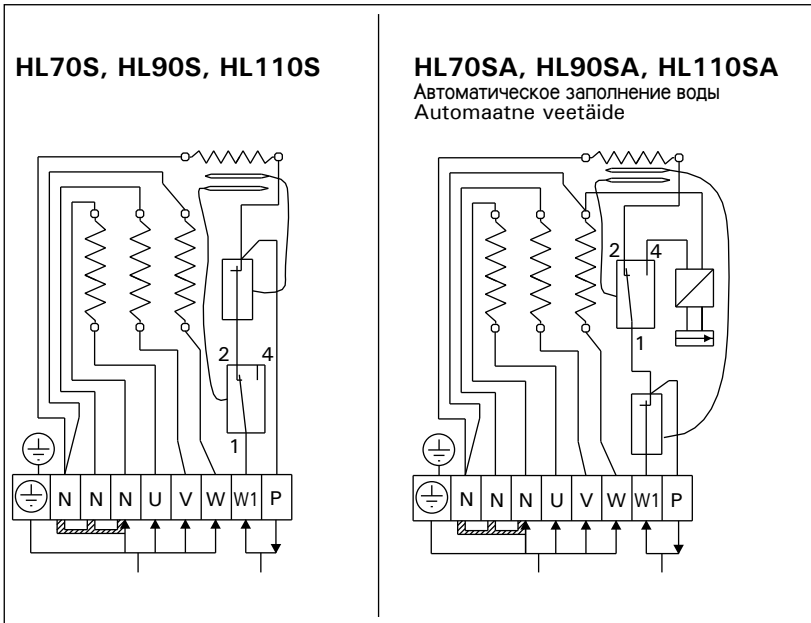 HL70S, HL90S, HL110S
2 4
1
N N N U V W W1 P
HL70SA, HL90SA, HL110SA
Автоматическое заполнение воды
Automaatne veetäide
2 4
1
N N N U V W W1 P